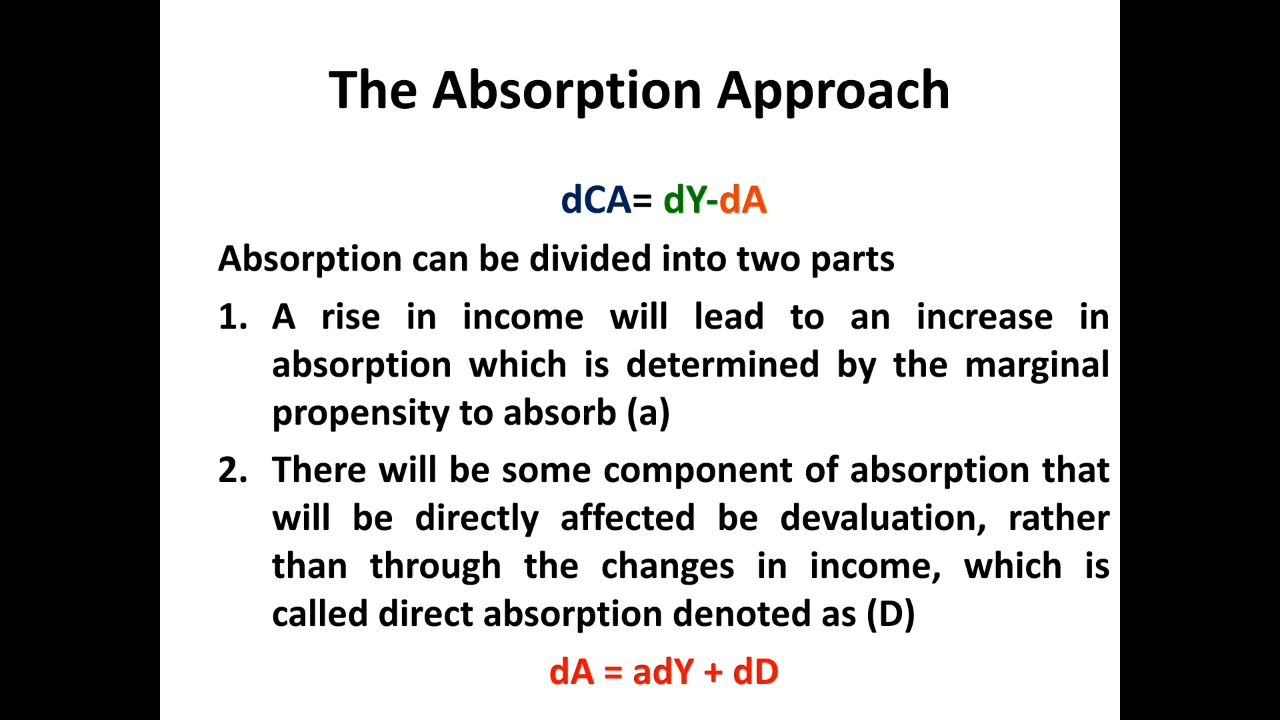 The Absorption Approach
dCA= dY-dA
Absorption can be divided into two parts
1. A rise in income will lead to an increase in
absorption which is determined by the marginal
propensity to absorb (a)
2. There will be some component of absorption that
will be directly affected be devaluation, rather
than through the changes in income, which is
called direct absorption denoted as (D)
dA = adY + dD